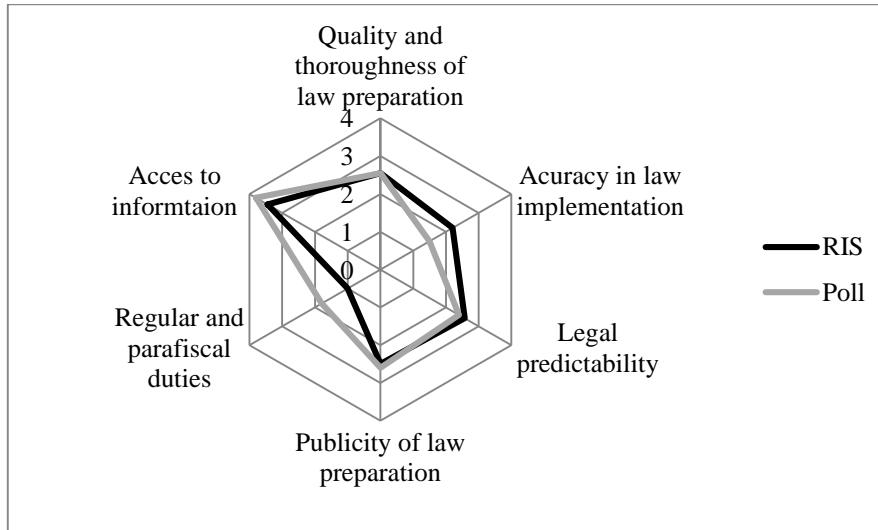 Quality and
thoroughness of
law preparation
4
3
2
1
0
Acuracy in law
implementation
Legal
predictability
Publicity of law
preparation
Regular and
parafiscal
duties
Acces to
informtaion
RIS
Poll